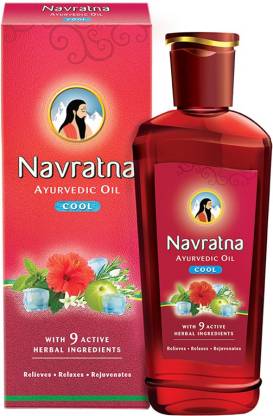 Navratna
AYURVEDIC OIL
COOL
WITH 9 ACTIVE
HERBAL INGREDIENTS
Relieves • Relaxes • Rejuvenates
Navratna
AYURVEDIC OIL
COOL
WITH 9 ACTIVE
HERBAL INGREDIENTS
Relieves • Relaxes • Rejuvenates